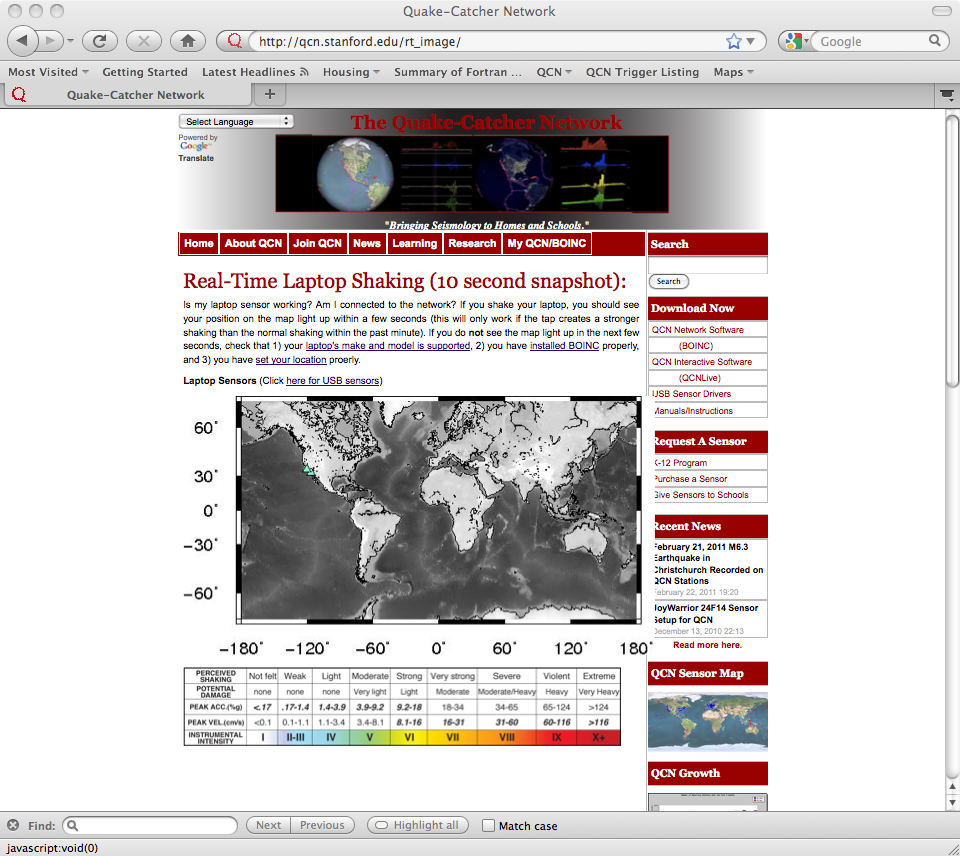 Quake-Catcher Network
http://qcn.stanford.edu/rt_image/
Google
Most Visited Getting Started Latest Headlines Housing Summary of Fortran ... QCN QCN Trigger Listing Maps
Quake-Catcher Network
Select Language
Powered by
Google™
Translate
The Quake-Catcher Network
"Bringing Seismology to Homes and Schools."
Home About QCN Join QCN News Learning Research My QCN/BOINC
Real-Time Laptop Shaking (10 second snapshot):
Is my laptop sensor working? Am I connected to the network? If you shake your laptop, you should see
your position on the map light up within a few seconds (this will only work if the tap creates a stronger
shaking than the normal shaking within the past minute). If you do not see the map light up in the next few
seconds, check that 1) your laptop's make and model is supported, 2) you have installed BOINC properly,
and 3) you have set your location proerly.
Laptop Sensors (Click here for USB sensors)
60°
30°
0°
−30°
−60°
−180° −120° −60° 0° 60° 120° 180°
PERCEIVED SHAKING Not felt Weak Light Moderate Strong Very strong Severe Violent Extreme
POTENTIAL DAMAGE none none none Very light Light Moderate Moderate/Heavy Heavy Very Heavy
PEAK ACC.(%g) <.17 .17-1.4 1.4-3.9 3.9-9.2 9.2-18 18-34 34-65 65-124 >124
PEAK VEL.(cm/s) <0.1 0.1-1.1 1.1-3.4 3.4-8.1 8.1-16 16-31 31-60 60-116 >116
INSTRUMENTAL INTENSITY I II-III IV V VI VII VIII IX X+
Search
Search
Download Now
QCN Network Software
(BOINC)
QCN Interactive Software
(QCNLive)
USB Sensor Drivers
Manuals/Instructions
Request A Sensor
K-12 Program
Purchase a Sensor
Give Sensors to Schools
Recent News
February 21, 2011 M6.3
Earthquake in
Christchurch Recorded on
QCN Stations
February 22, 2011 19:20
JoyWarrior 24F14 Sensor
Setup for QCN
December 13, 2010 22:13
Read more here.
QCN Sensor Map
QCN Growth
Find: Next Previous Highlight all Match case
javascript:void(0)